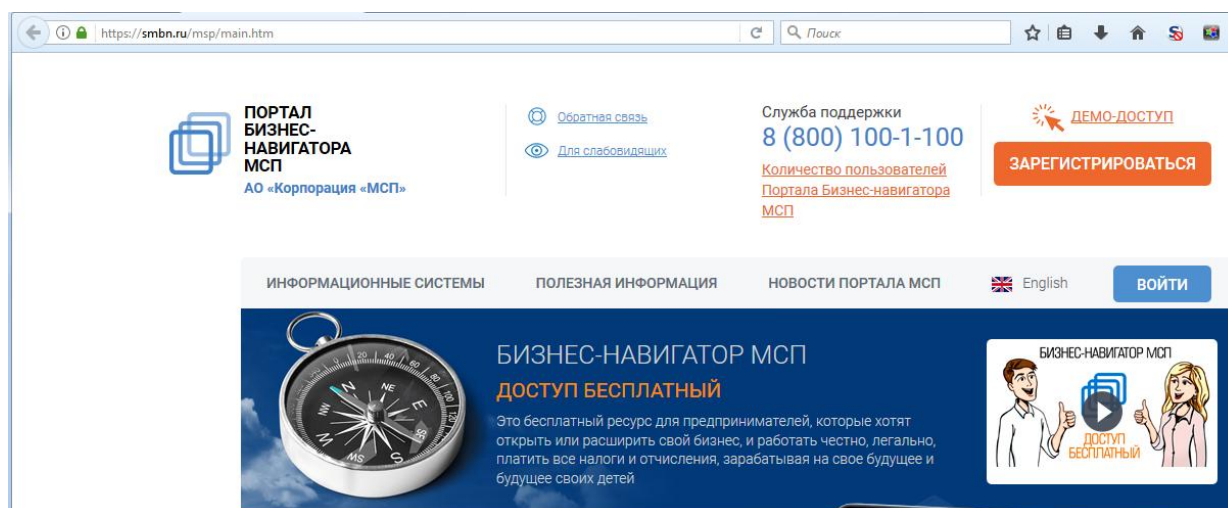 https://smbn.ru/msp/main.htm
Поиск
ПОРТАЛ
БИЗНЕС-
НАВИГАТОРА
МСП
АО «Корпорация «МСП»
Обратная связь
Для слабовидящих
Служба поддержки
8 (800) 100-1-100
Количество пользователей
Портала Бизнес-навигатора
МСП
ДЕМО-ДОСТУП
ЗАРЕГИСТРИРОВАТЬСЯ
ИНФОРМАЦИОННЫЕ СИСТЕМЫ
ПОЛЕЗНАЯ ИНФОРМАЦИЯ
НОВОСТИ ПОРТАЛА МСП
English
ВОЙТИ
БИЗНЕС-НАВИГАТОР МСП
ДОСТУП БЕСПЛАТНЫЙ
Это бесплатный ресурс для предпринимателей, которые хотят
открыть или расширить свой бизнес, и работать честно, легально,
платить все налоги и отчисления, зарабатывая на свое будущее и
будущее своих детей
БИЗНЕС-НАВИГАТОР МСП
ДОСТУП
БЕСПЛАТНЫЙ